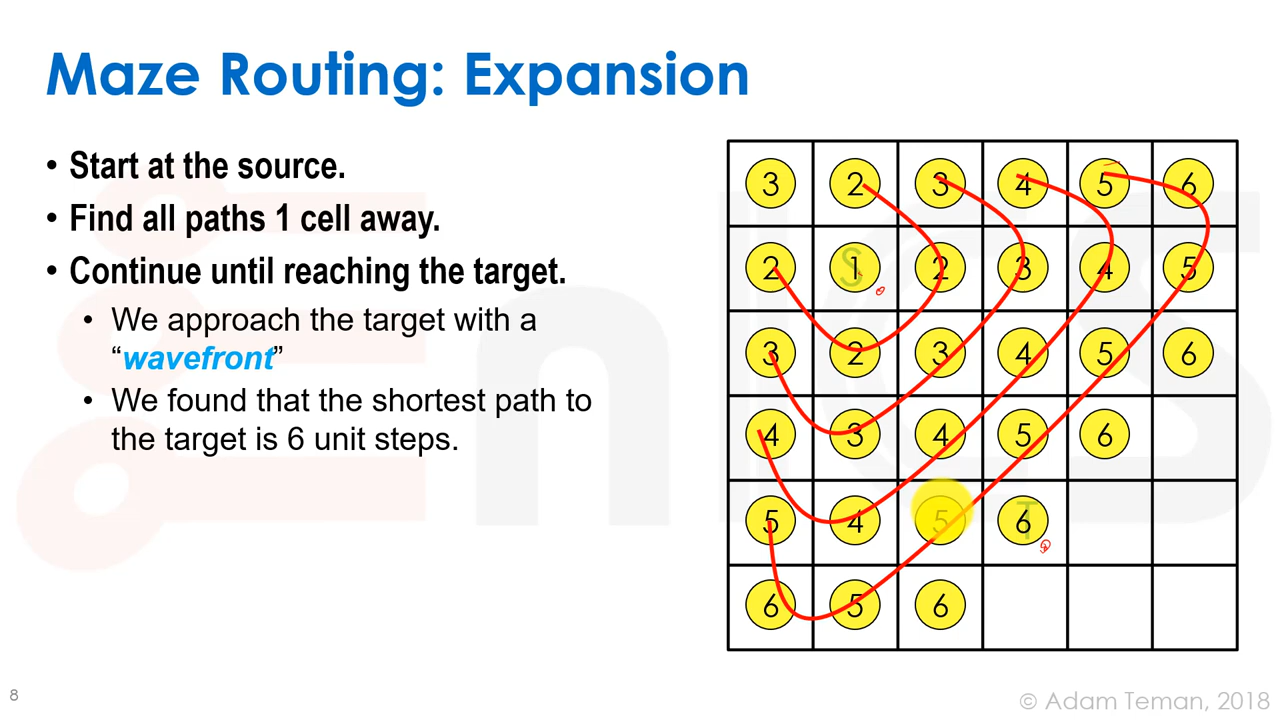 Maze Routing: Expansion
• Start at the source.
• Find all paths 1 cell away.
• Continue until reaching the target.
• We approach the target with a
“wavefront”
• We found that the shortest path to
the target is 6 unit steps.
3 2 3 4 5 6
2 S 1 2 3 4 5
3 2 3 4 5 6
4 3 4 5 6
5 4 5 T 6
6 5 6
8
© Adam Teman, 2018